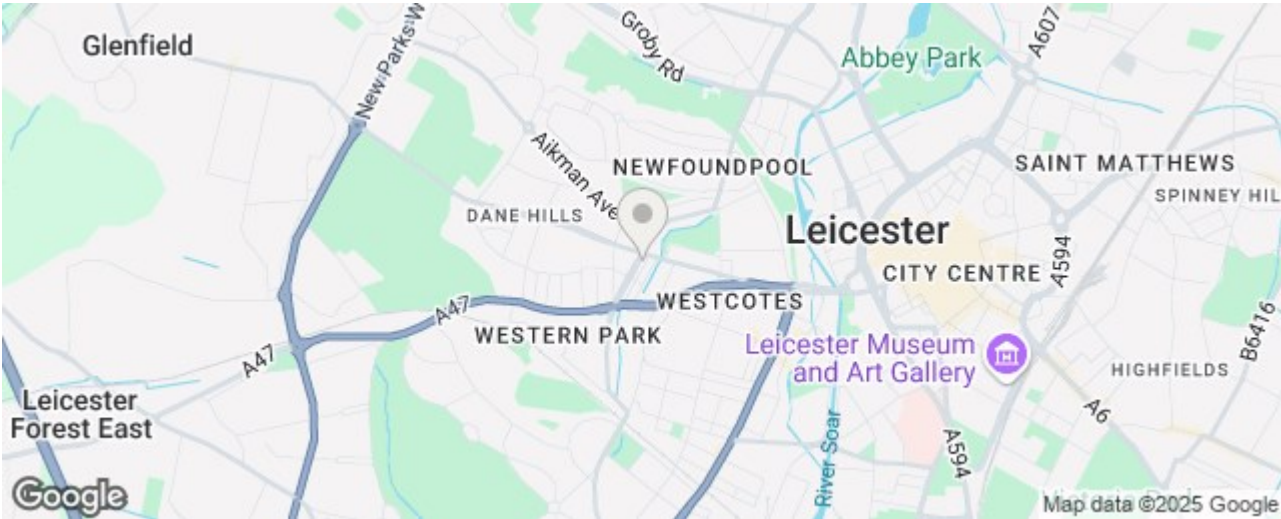 Glenfield
New Parks W
Groby Rd
Abbey Park
A607
Aikman Ave
NEWFOUNDPOOL
SAINT MATTHEWS
SPINNEY HIL
DANE HILLS
Leicester
CITY CENTRE
A594
A47
WESTCOTES
WESTERN PARK
B6416
A47
Leicester Museum
and Art Gallery
HIGHFIELDS
Leicester
Forest East
A6
River Soar
A594
Google
Map data ©2025 Google